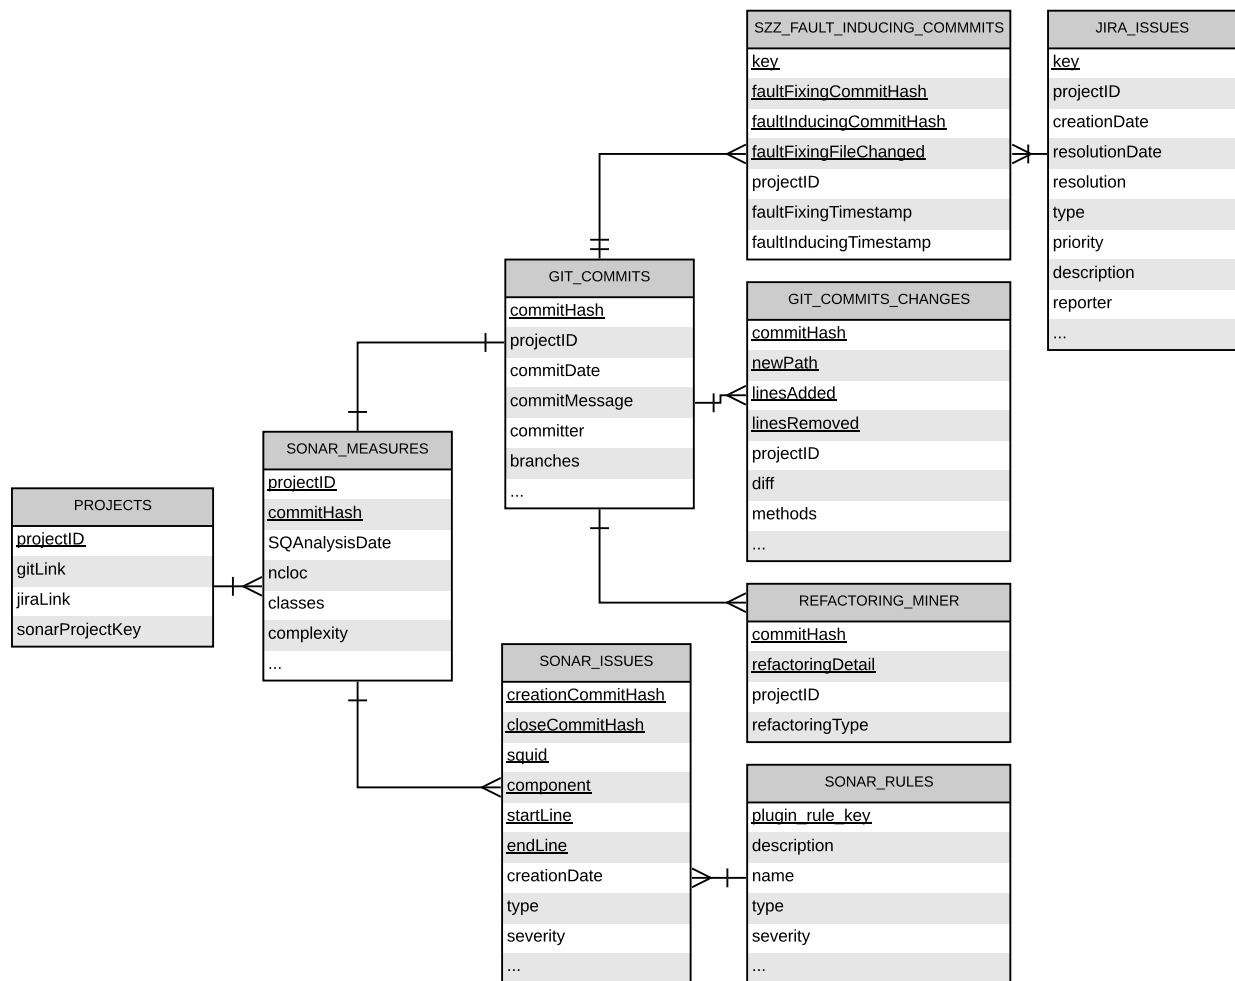 SZZ_FAULT_INDUCING_COMMMITS
key
faultFixingCommitHash
faultInducingCommitHash
faultFixingFileChanged
projectID
faultFixingTimestamp
faultInducingTimestamp
JIRA_ISSUES
key
projectID
creationDate
resolutionDate
resolution
type
priority
description
reporter
...
GIT_COMMITS
commitHash
projectID
commitDate
commitMessage
committer
branches
...
GIT_COMMITS_CHANGES
commitHash
newPath
linesAdded
linesRemoved
projectID
diff
methods
...
SONAR_MEASURES
projectID
commitHash
SQAnalysisDate
ncloc
classes
complexity
...
PROJECTS
projectID
gitLink
jiraLink
sonarProjectKey
REFACTORING_MINER
commitHash
refactoringDetail
projectID
refactoringType
SONAR_ISSUES
creationCommitHash
closeCommitHash
squid
component
startLine
endLine
creationDate
type
severity
...
SONAR_RULES
plugin_rule_key
description
name
type
severity
...